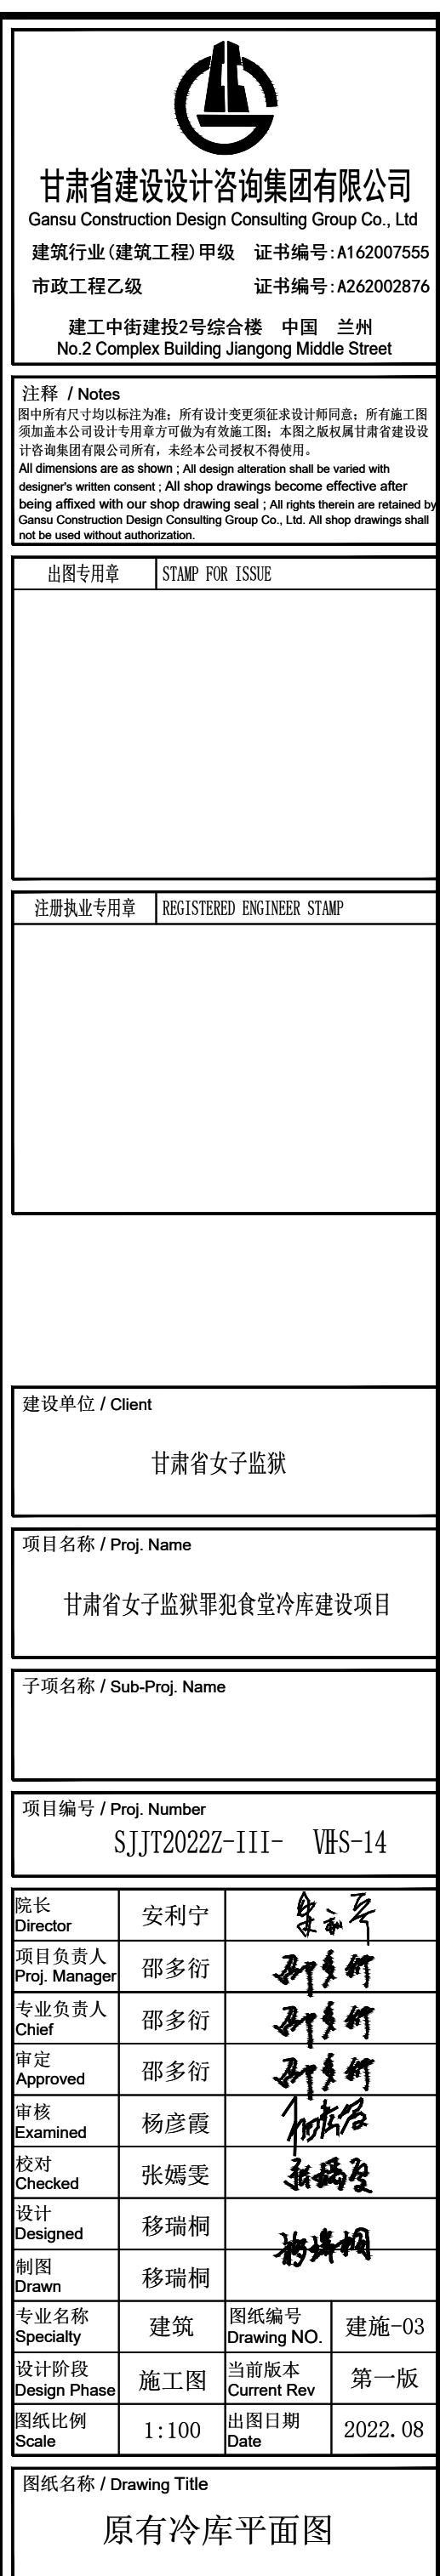 甘肃省建设设计咨询集团有限公司
Gansu Construction Design Consulting Group Co., Ltd
建筑行业(建筑工程)甲级 证书编号:A162007555
市政工程乙级 证书编号:A262002876
建工中街建投2号综合楼 中国 兰州
No.2 Complex Building Jiangong Middle Street
注释 / Notes
图中所有尺寸均以标注为准；所有设计变更须征求设计师同意；所有施工图
须加盖本公司设计专用章方可做为有效施工图；本图之版权属甘肃省建设设
计咨询集团有限公司所有，未经本公司授权不得使用。
All dimensions are as shown ; All design alteration shall be varied with
designer's written consent ; All shop drawings become effective after
being affixed with our shop drawing seal ; All rights therein are retained by
Gansu Construction Design Consulting Group Co., Ltd. All shop drawings shall
not be used without authorization.
出图专用章 STAMP FOR ISSUE
注册执业专用章 REGISTERED ENGINEER STAMP
建设单位 / Client
甘肃省女子监狱
项目名称 / Proj. Name
甘肃省女子监狱罪犯食堂冷库建设项目
子项名称 / Sub-Proj. Name
项目编号 / Proj. Number
SJJT2022Z-III- S-14
院长 安利宁
Director
项目负责人 邵多衍 邵多衍
Proj. Manager
专业负责人 邵多衍 邵多衍
Chief
审定 邵多衍 邵多衍
Approved
审核 杨彦霞 杨彦霞
Examined
校对 张嫣雯
Checked
设计 移瑞桐 移瑞桐
Designed
制图 移瑞桐
Drawn
专业名称 建筑 图纸编号 建施-03
Specialty Drawing NO.
设计阶段 施工图 当前版本 第一版
Design Phase Current Rev
图纸比例 1:100 出图日期 2022.08
Scale Date
图纸名称 / Drawing Title
原有冷库平面图